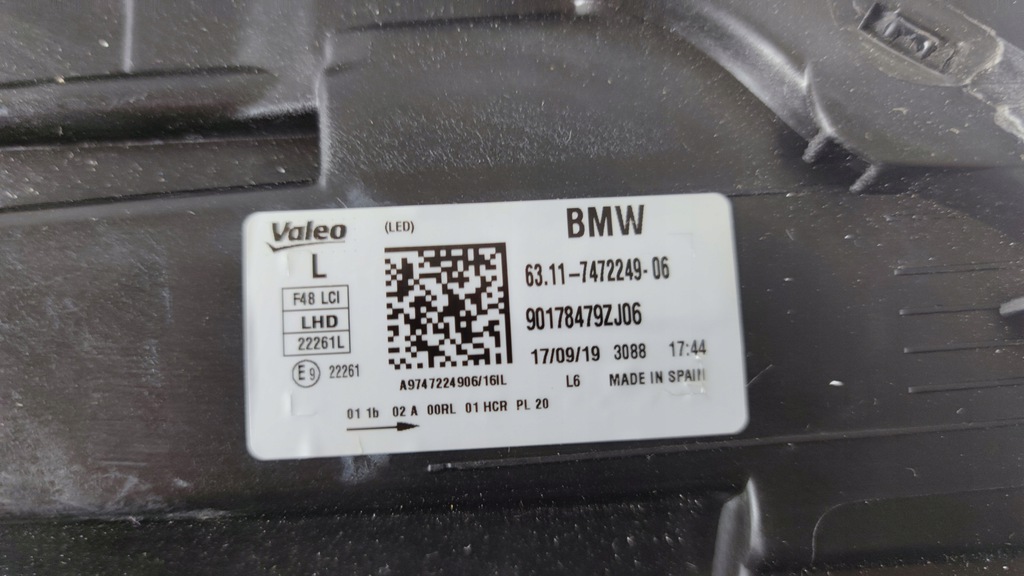 Valeo (LED) BMW
L
63.11-7472249-06
F48 LCI
LHD
22261L
90178479ZJ06
17/09/19 3088 17:44
E9 22261
A9747224906/16IL
L6 MADE IN SPAIN
01 1b 02 A 00RL 01 HCR PL 20